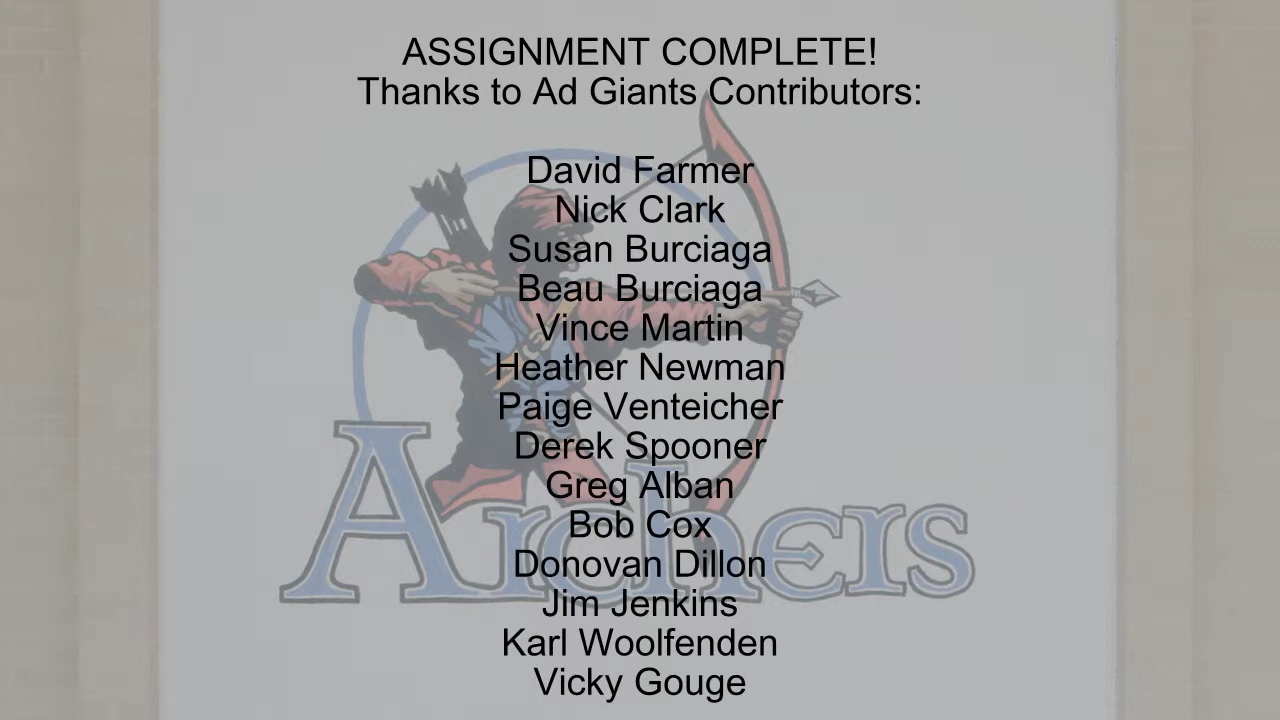 ASSIGNMENT COMPLETE!
Thanks to Ad Giants Contributors:
David Farmer
Nick Clark
Susan Burciaga
Beau Burciaga
Vince Martin
Heather Newman
Paige Venteicher
Derek Spooner
Greg Alban
Bob Cox
Donovan Dillon
Jim Jenkins
Karl Woolfenden
Vicky Gouge
Archers